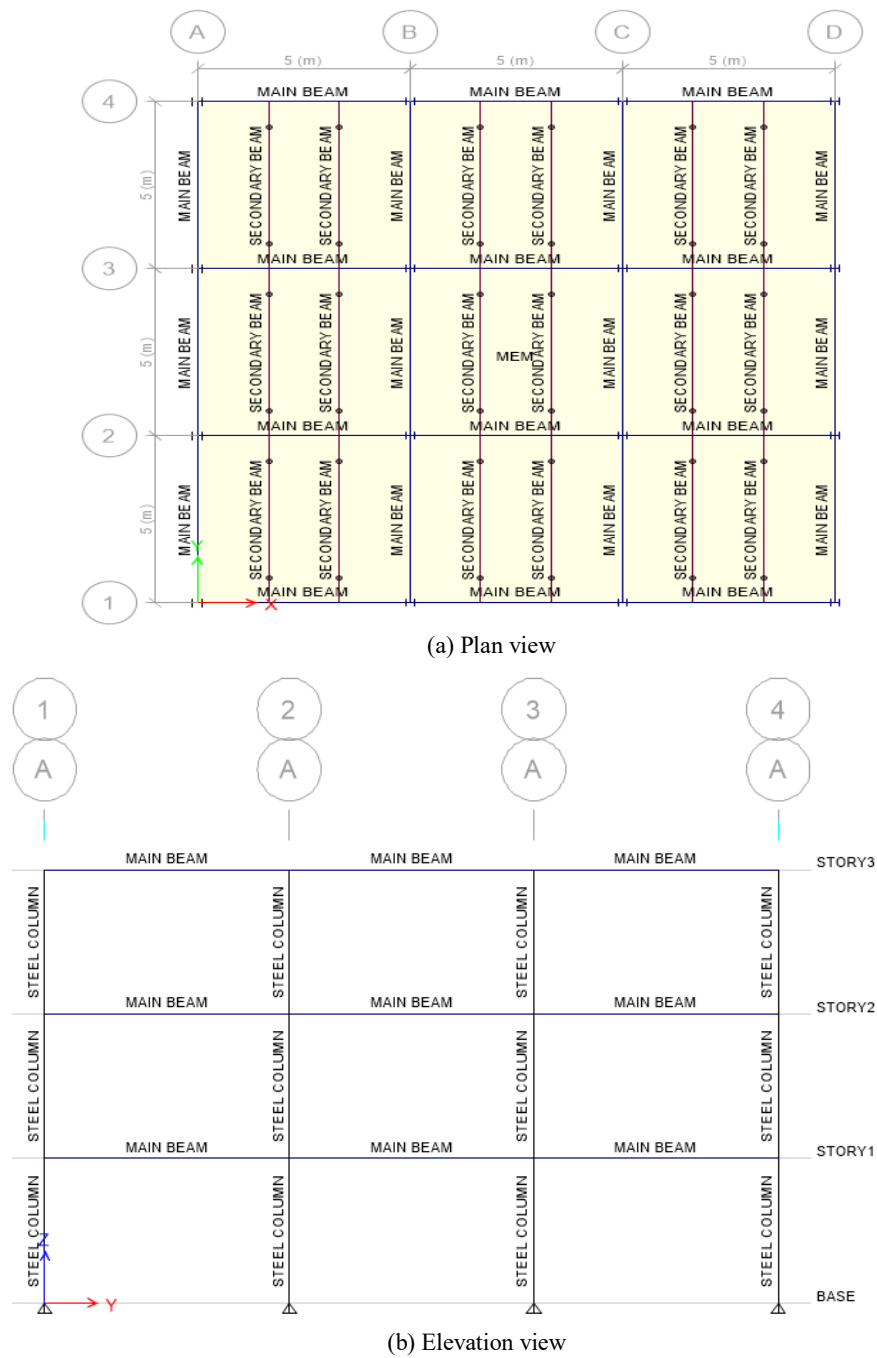 A B C D
5 (m) 5 (m) 5 (m)
MAIN BEAM MAIN BEAM MAIN BEAM
4
5 (m)
MAIN BEAM SECONDARY BEAM SECONDARY BEAM MAIN BEAM SECONDARY BEAM SECONDARY BEAM MAIN BEAM SECONDARY BEAM SECONDARY BEAM MAIN BEAM
3
MAIN BEAM MAIN BEAM MAIN BEAM
5 (m)
MAIN BEAM SECONDARY BEAM SECONDARY BEAM MAIN BEAM SECONDARY BEAM MEM SECONDARY BEAM MAIN BEAM SECONDARY BEAM SECONDARY BEAM MAIN BEAM
2
MAIN BEAM MAIN BEAM MAIN BEAM
5 (m)
MAIN BEAM SECONDARY BEAM SECONDARY BEAM MAIN BEAM SECONDARY BEAM SECONDARY BEAM MAIN BEAM SECONDARY BEAM SECONDARY BEAM MAIN BEAM
Y
1
MAIN BEAM MAIN BEAM MAIN BEAM
X
(a) Plan view
1 2 3 4
A A A A
MAIN BEAM MAIN BEAM MAIN BEAM
STORY3
STEEL COLUMN STEEL COLUMN STEEL COLUMN STEEL COLUMN
MAIN BEAM MAIN BEAM MAIN BEAM
STORY2
STEEL COLUMN STEEL COLUMN STEEL COLUMN STEEL COLUMN
MAIN BEAM MAIN BEAM MAIN BEAM
STORY1
STEEL COLUMN STEEL COLUMN STEEL COLUMN STEEL COLUMN
Z
Y
BASE
(b) Elevation view